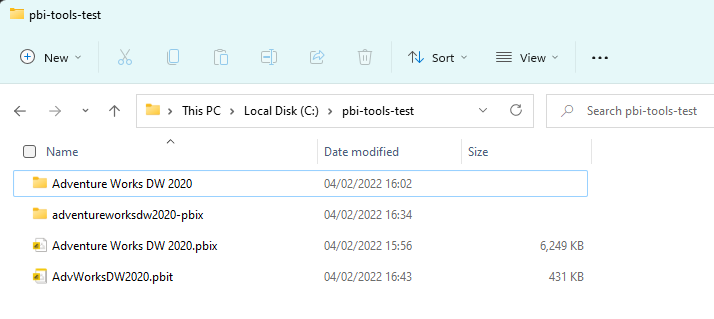 pbi-tools-test
New Sort View
This PC Local Disk (C:) pbi-tools-test Search pbi-tools-test
Name Date modified Size
Adventure Works DW 2020 04/02/2022 16:02
adventureworksdw2020-pbix 04/02/2022 16:34
Adventure Works DW 2020.pbix 04/02/2022 15:56 6,249 KB
AdvWorksDW2020.pbit 04/02/2022 16:43 431 KB